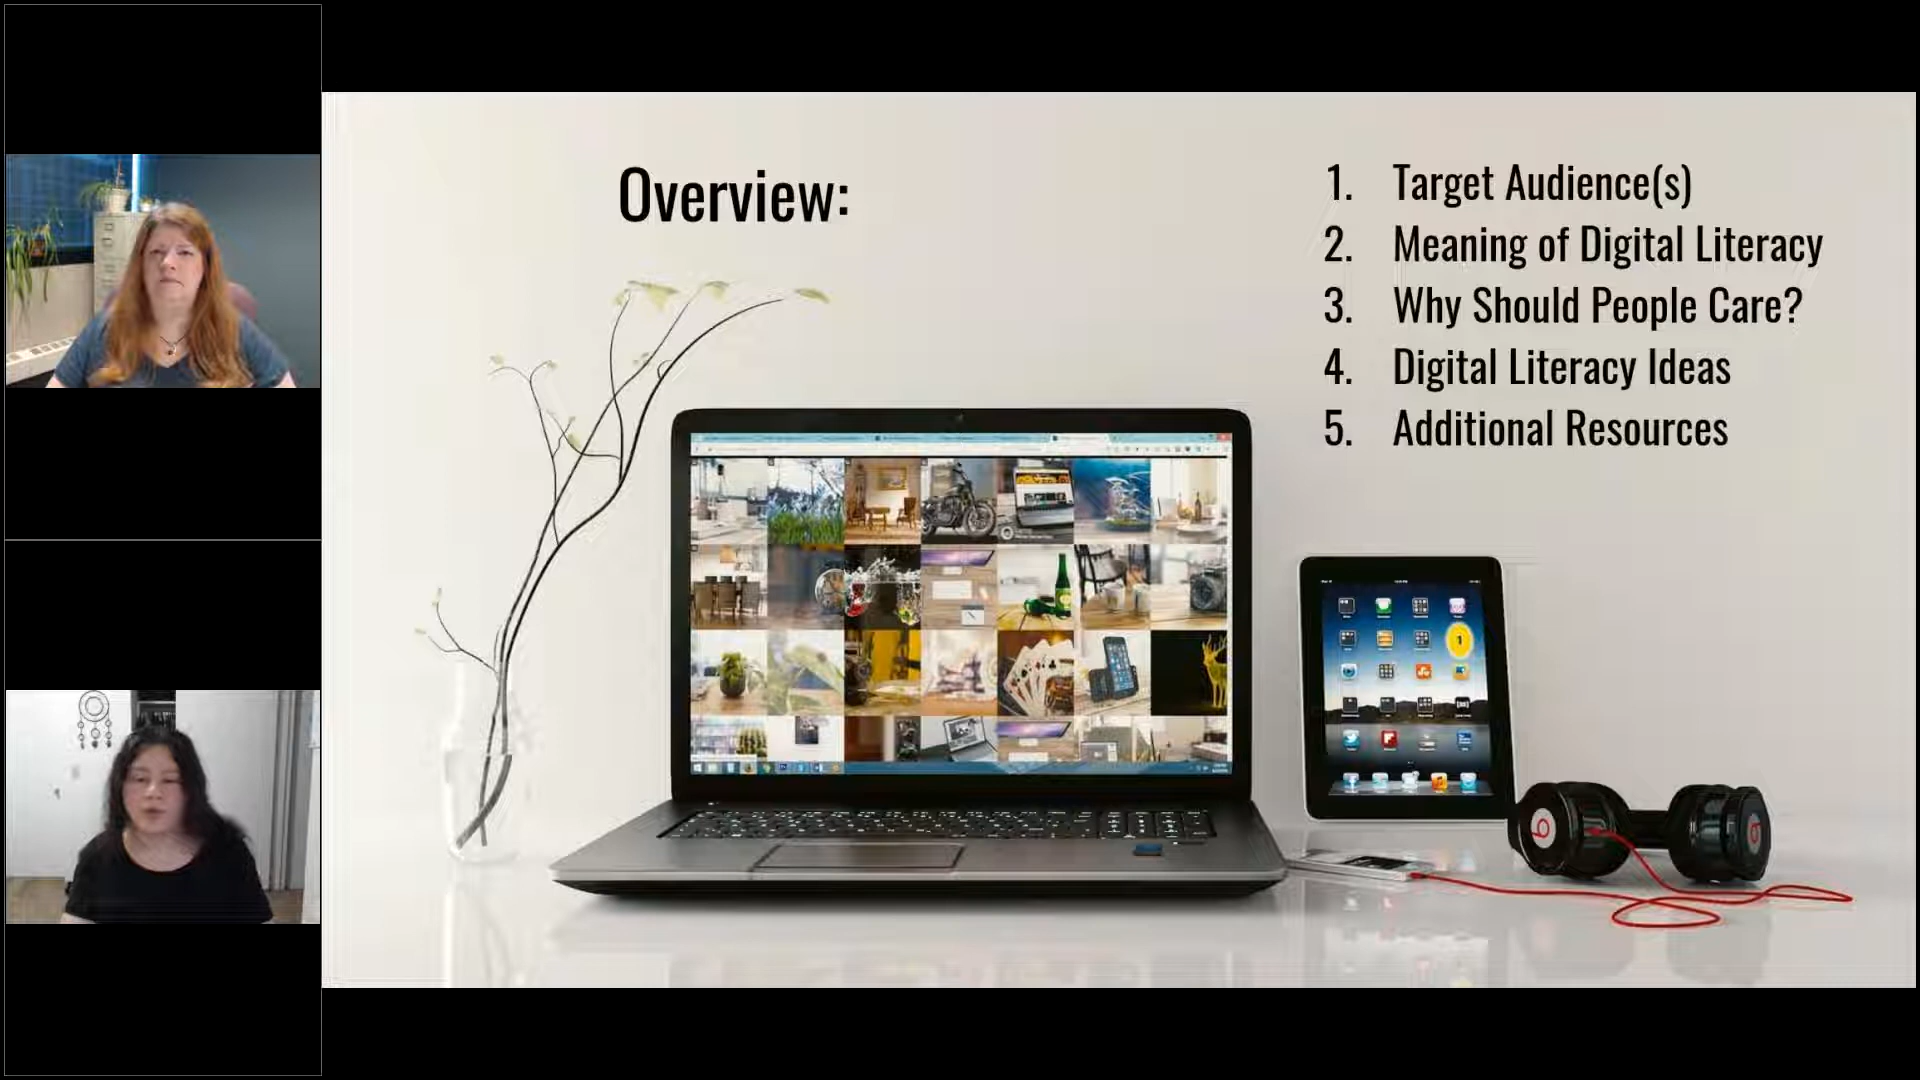 Overview:
1. Target Audience(s)
2. Meaning of Digital Literacy
3. Why Should People Care?
4. Digital Literacy Ideas
5. Additional Resources
1